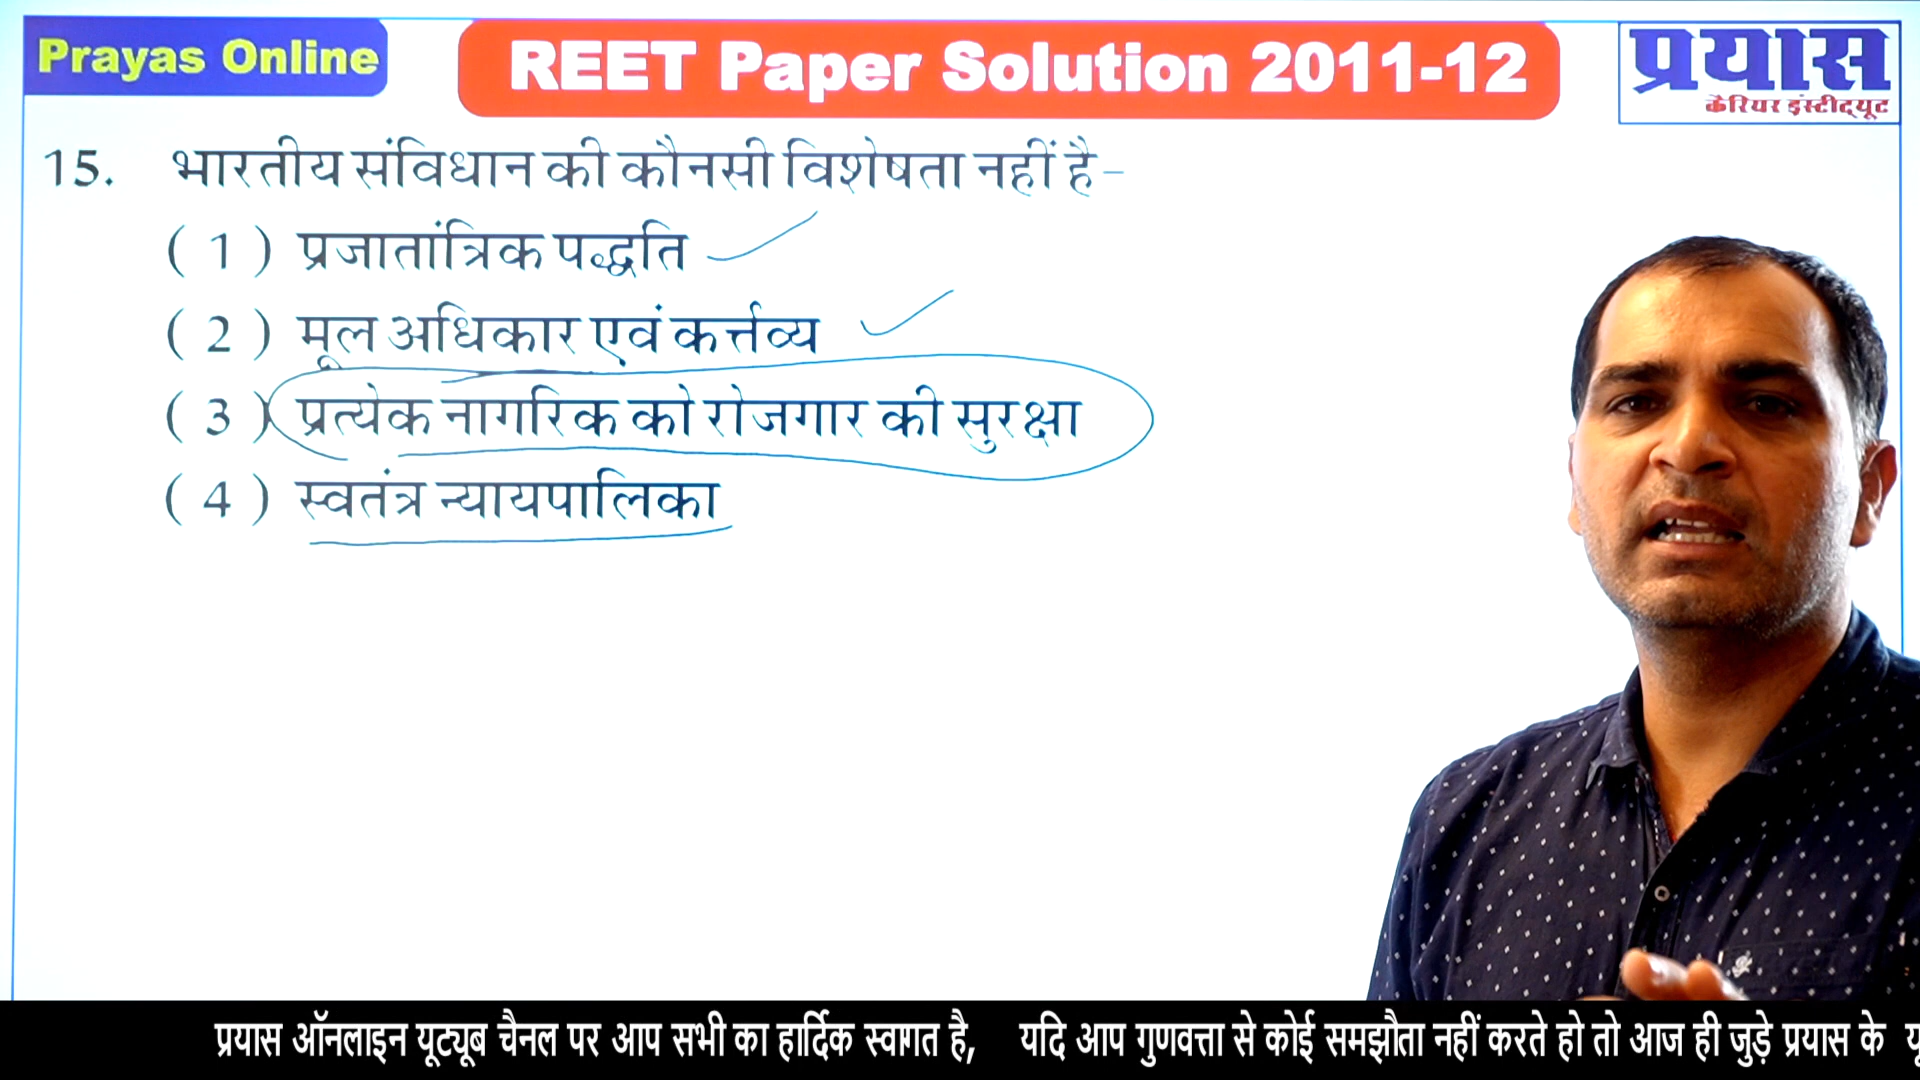 Prayas Online
REET Paper Solution 2011-12
प्रयास
कैरियर इंस्टीट्यूट
15. भारतीय संविधान की कौनसी विशेषता नहीं है-
( 1 ) प्रजातांत्रिक पद्धति
( 2 ) मूल अधिकार एवं कर्त्तव्य
( 3 ) प्रत्येक नागरिक को रोजगार की सुरक्षा
( 4 ) स्वतंत्र न्यायपालिका
प्रयास ऑनलाइन यूट्यूब चैनल पर आप सभी का हार्दिक स्वागत है, यदि आप गुणवत्ता से कोई समझौता नहीं करते हो तो आज ही जुड़े प्रयास के